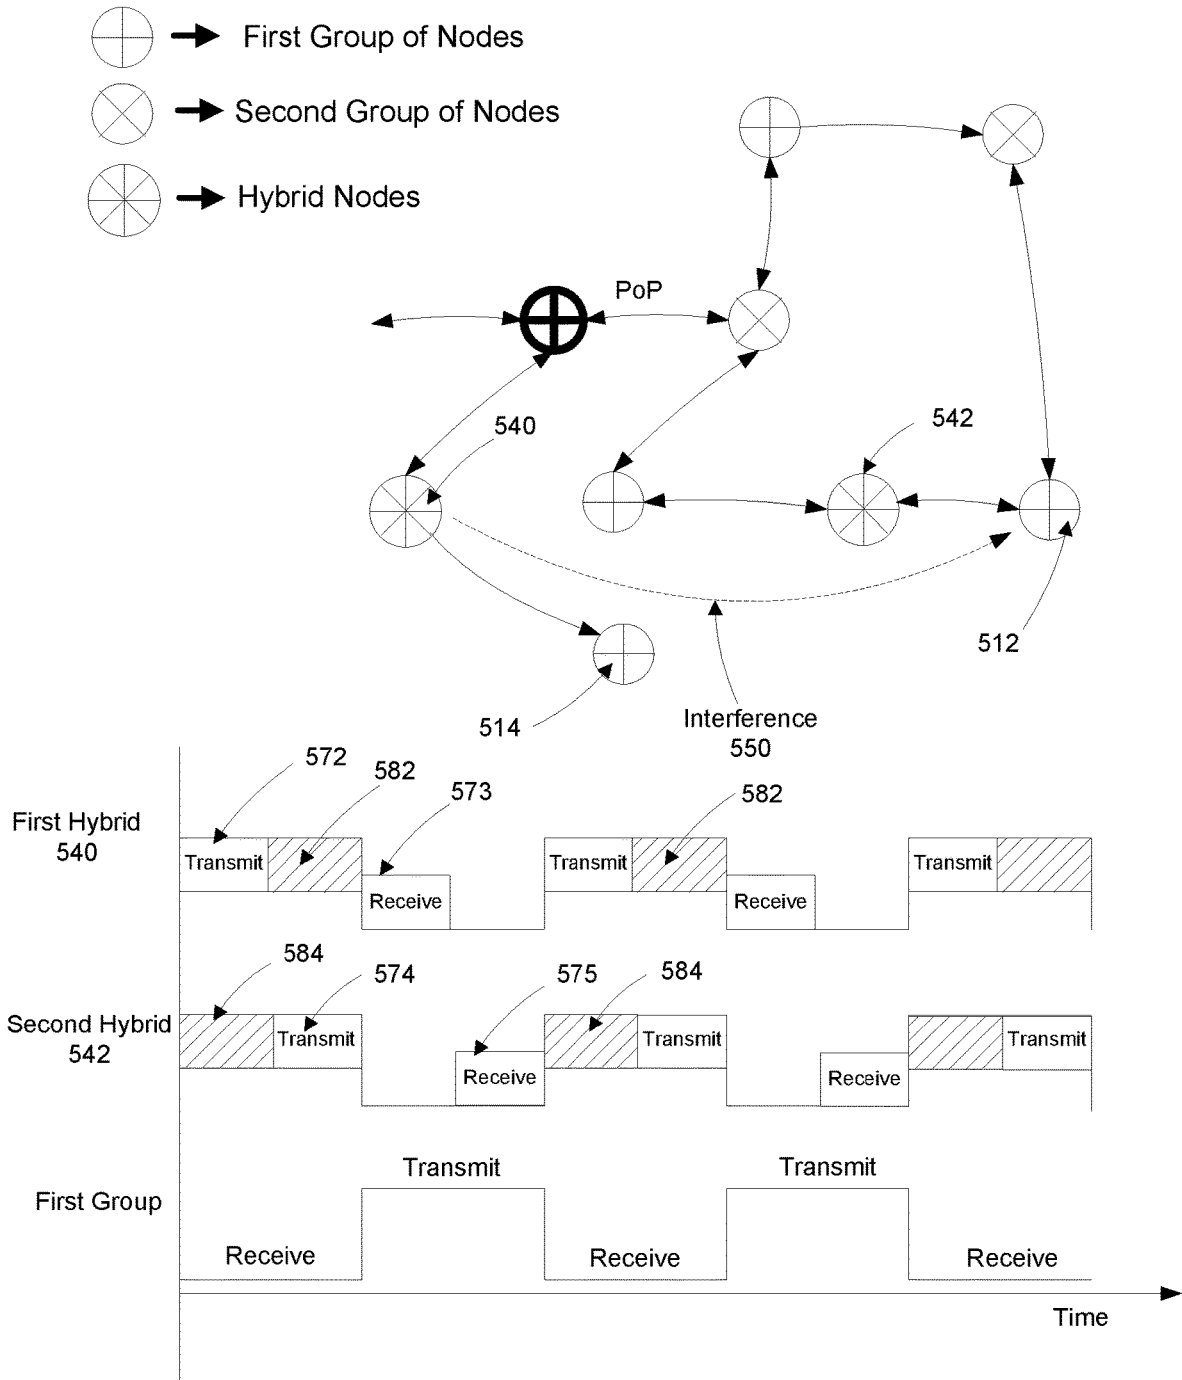 First Group of Nodes
Second Group of Nodes
Hybrid Nodes
PoP
540
542
512
514
Interference
550
572
582
573
582
First Hybrid
540
Transmit
Transmit
Transmit
Receive
Receive
584
574
575
584
Second Hybrid
542
Transmit
Transmit
Transmit
Receive
Receive
Transmit
Transmit
First Group
Receive
Receive
Receive
Time